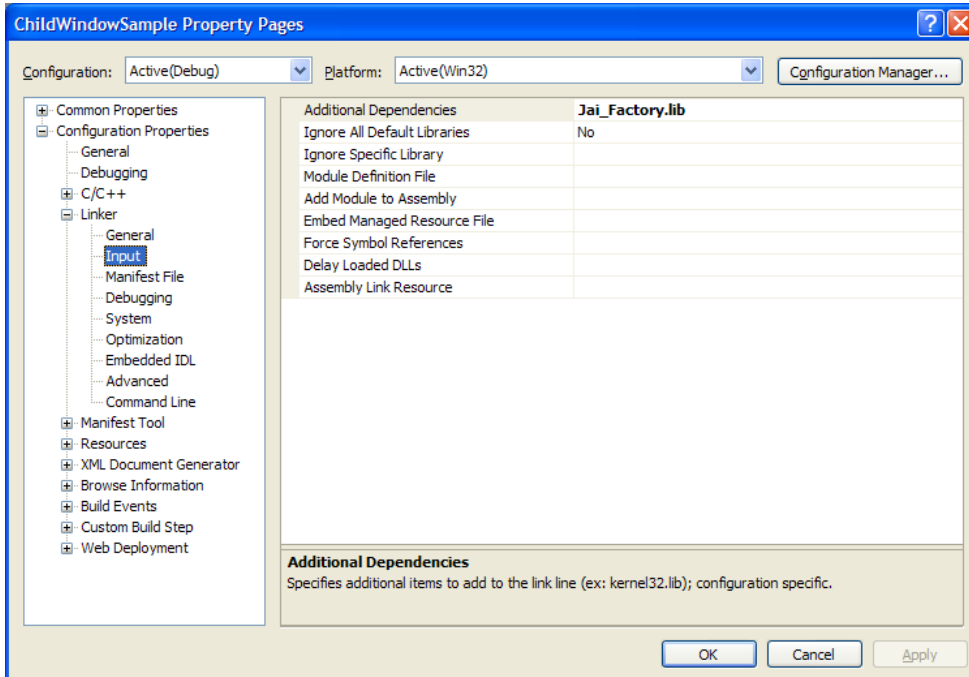 ChildWindowSample Property Pages
Configuration: Active(Debug) Platform: Active(Win32) Configuration Manager...
Common Properties
Configuration Properties
General
Debugging
C/C++
Linker
General
Input
Manifest File
Debugging
System
Optimization
Embedded IDL
Advanced
Command Line
Manifest Tool
Resources
XML Document Generator
Browse Information
Build Events
Custom Build Step
Web Deployment
Additional Dependencies Jai_Factory.lib
Ignore All Default Libraries No
Ignore Specific Library
Module Definition File
Add Module to Assembly
Embed Managed Resource File
Force Symbol References
Delay Loaded DLLs
Assembly Link Resource
Additional Dependencies
Specifies additional items to add to the link line (ex: kernel32.lib); configuration specific.
OK Cancel Apply